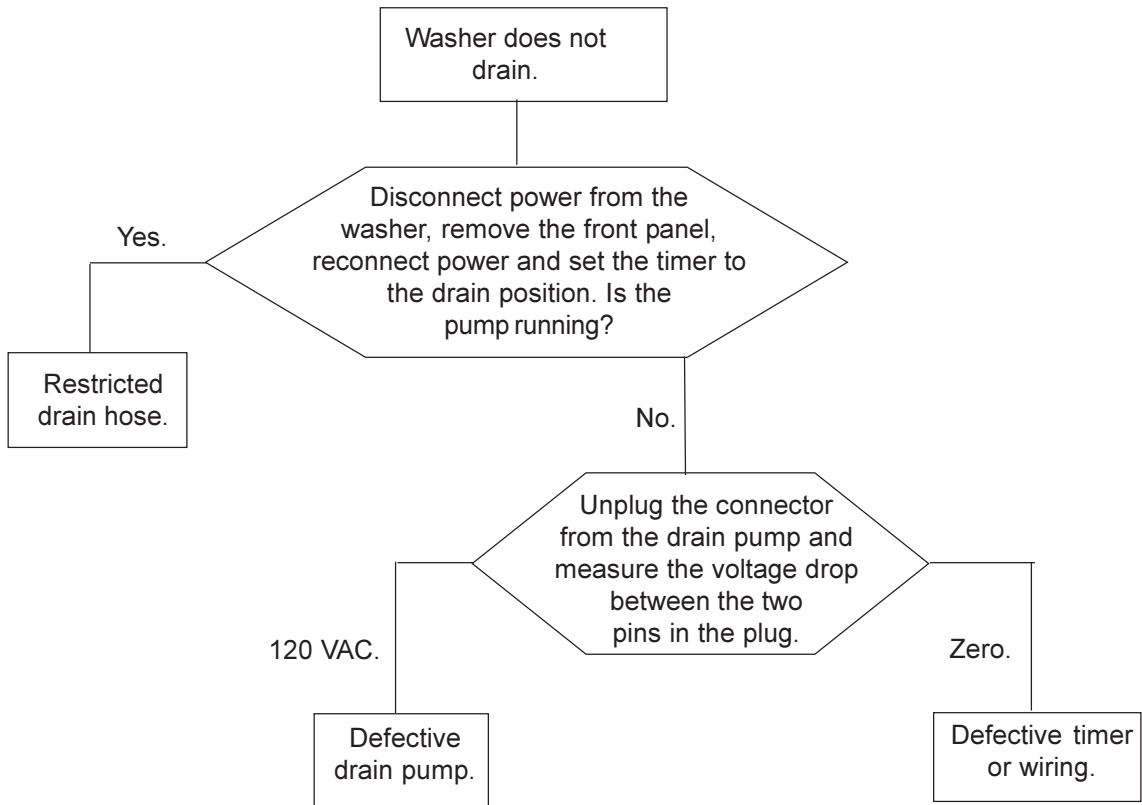 Washer does not
drain.
Disconnect power from the
washer, remove the front panel,
reconnect power and set the timer to
the drain position. Is the
pump running?
Yes.
Restricted
drain hose.
No.
Unplug the connector
from the drain pump and
measure the voltage drop
between the two
pins in the plug.
120 VAC.
Zero.
Defective
drain pump.
Defective timer
or wiring.